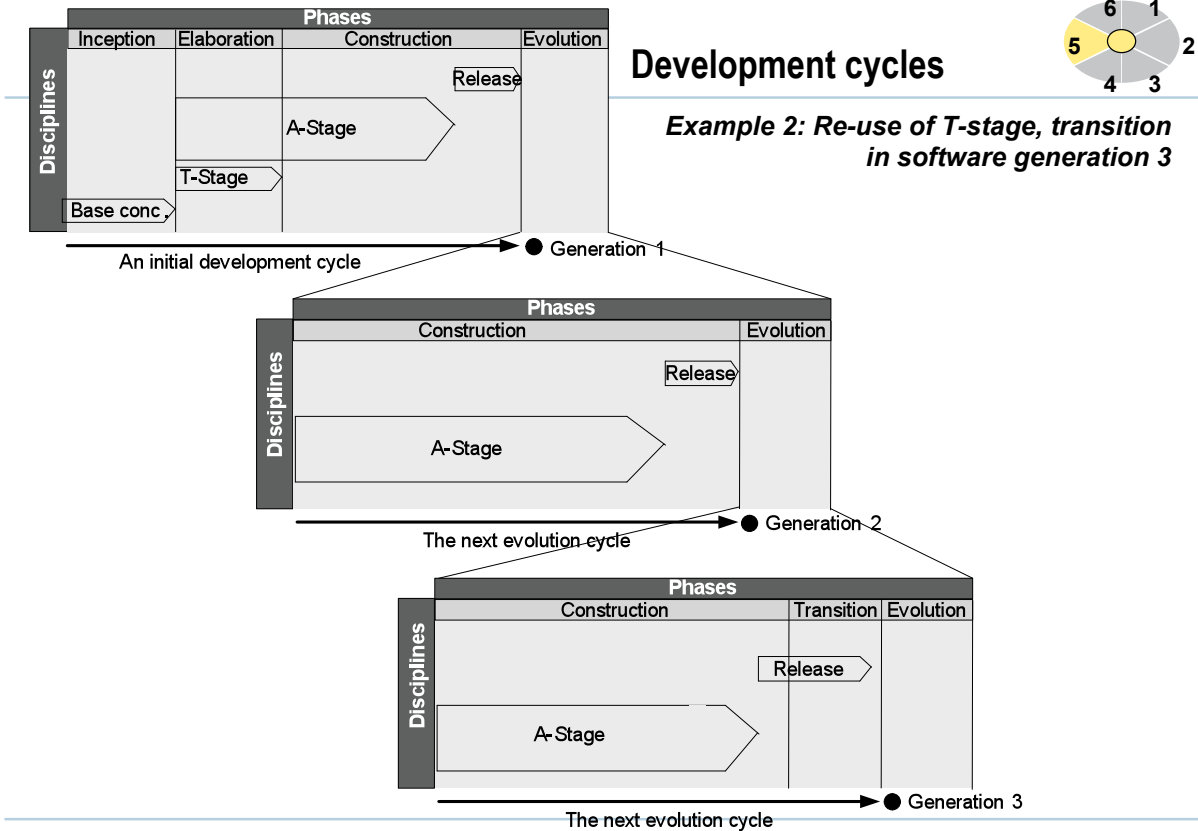 Development cycles
6 1
5 2
4 3
Example 2: Re-use of T-stage, transition
in software generation 3
Phases
Inception Elaboration Construction Evolution
Disciplines
Release
A-Stage
T-Stage
Base conc.
An initial development cycle
Generation 1
Phases
Construction Evolution
Disciplines
Release
A-Stage
The next evolution cycle
Generation 2
Phases
Construction Transition Evolution
Disciplines
Release
A-Stage
The next evolution cycle
Generation 3